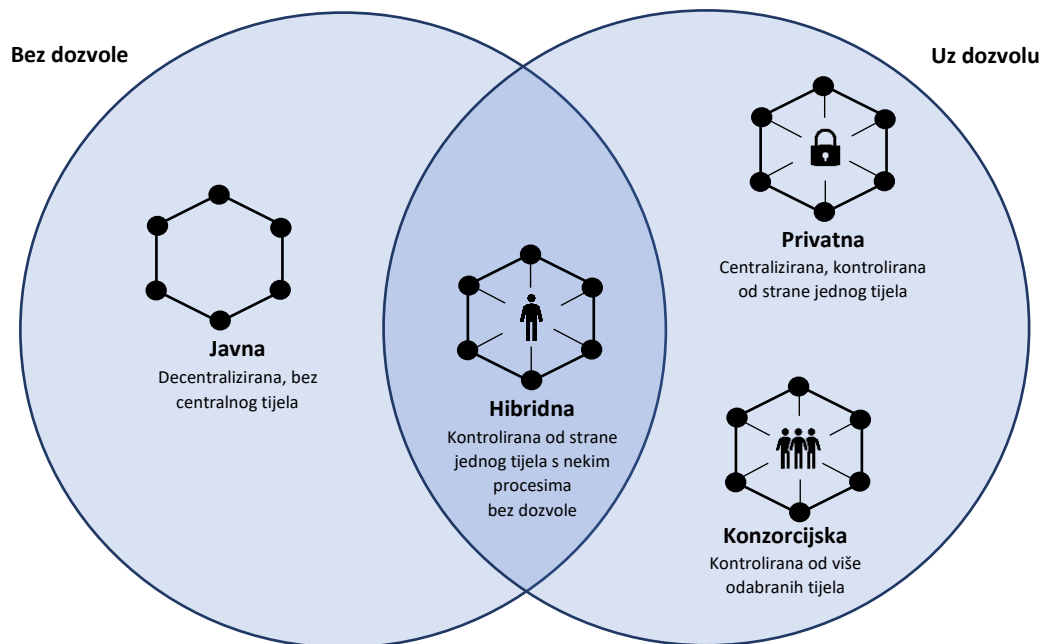 Bez dozvole
Uz dozvolu
Javna
Decentralizirana, bez
centralnog tijela
Hibridna
Kontrolirana od strane
jednog tijela s nekim
procesima
bez dozvole
Privatna
Centralizirana, kontrolirana
od strane jednog tijela
Konzorcijska
Kontrolirana od više
odabranih tijela